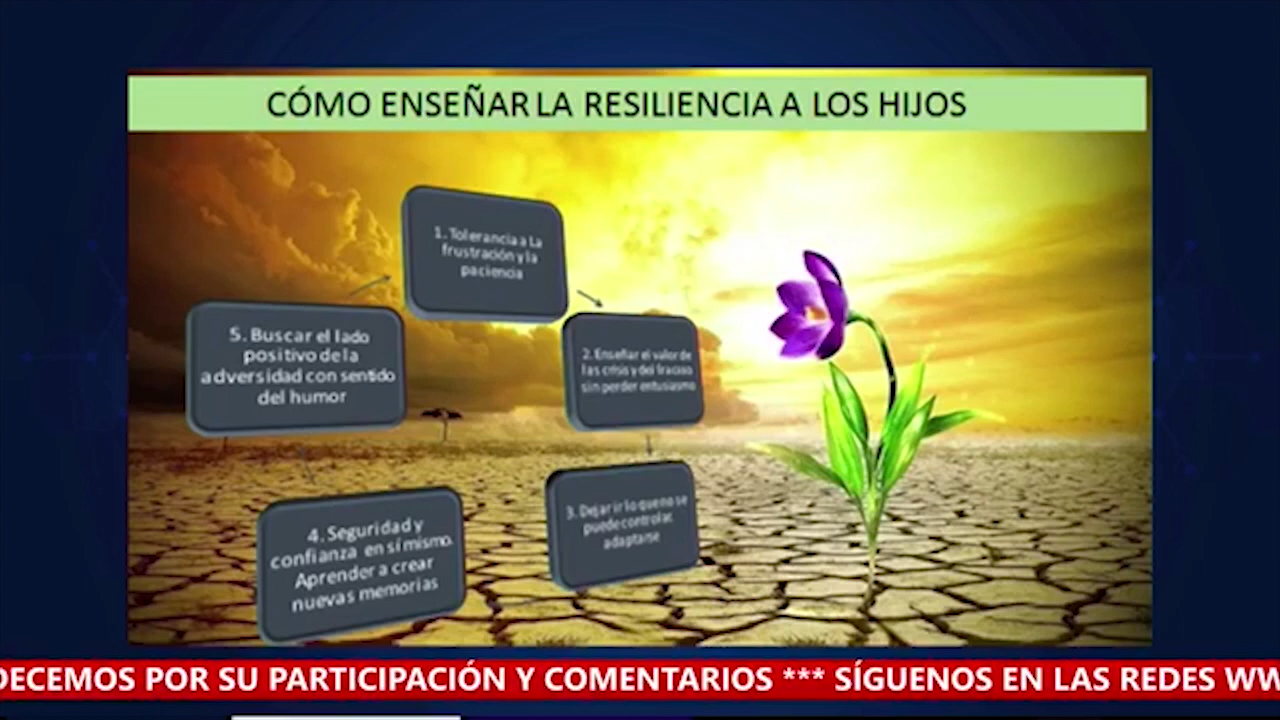 CÓMO ENSEÑAR LA RESILIENCIA A LOS HIJOS
1. Tolerancia a La
frustración y la
paciencia
2. Enseñar el valor de
las crisis y del fracaso
sin perder entusiasmo
3. Dejar ir lo que no se
puede controlar,
adaptarse
4. Seguridad y
confianza en sí mismo.
Aprender a crear
nuevas memorias
5. Buscar el lado
positivo de la
adversidad con sentido
del humor
DECEMOS POR SU PARTICIPACIÓN Y COMENTARIOS *** SÍGUENOS EN LAS REDES WW